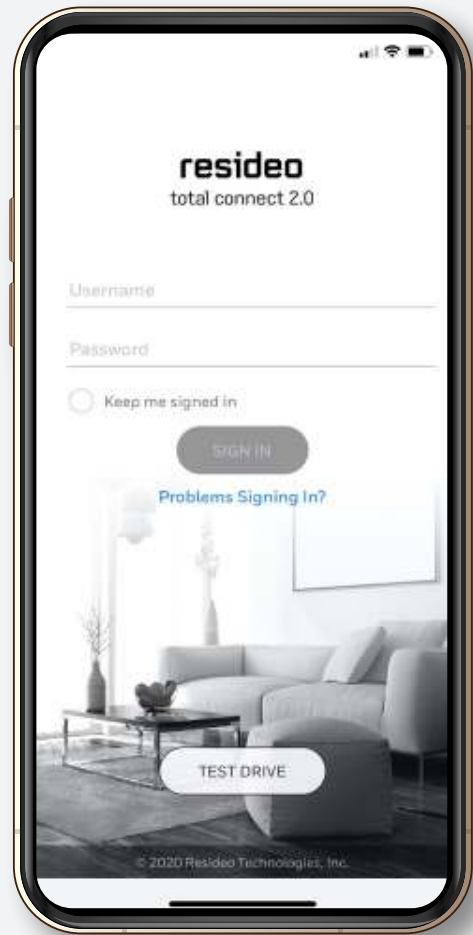 resideo
total connect 2.0
Username
Password
Keep me signed in
SIGN IN
Problems Signing In?
TEST DRIVE
© 2020 Resideo Technologies, Inc.